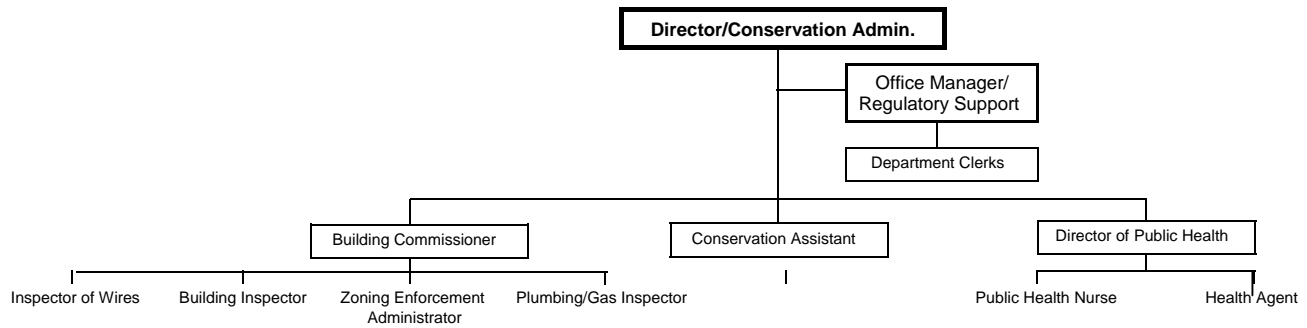 Director/Conservation Admin.
Office Manager/
Regulatory Support
Department Clerks
Building Commissioner
Conservation Assistant
Director of Public Health
Inspector of Wires
Building Inspector
Zoning Enforcement
Administrator
Plumbing/Gas Inspector
Public Health Nurse
Health Agent